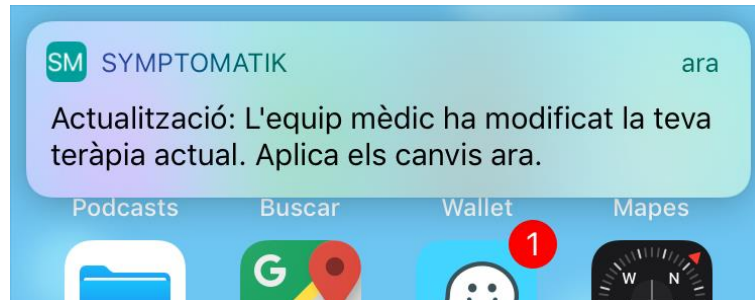 SM SYMPTOMATIK ara
Actualització: L'equip mèdic ha modificat la teva
teràpia actual. Aplica els canvis ara.
Podcasts Buscar Wallet Mapes
1
G W N